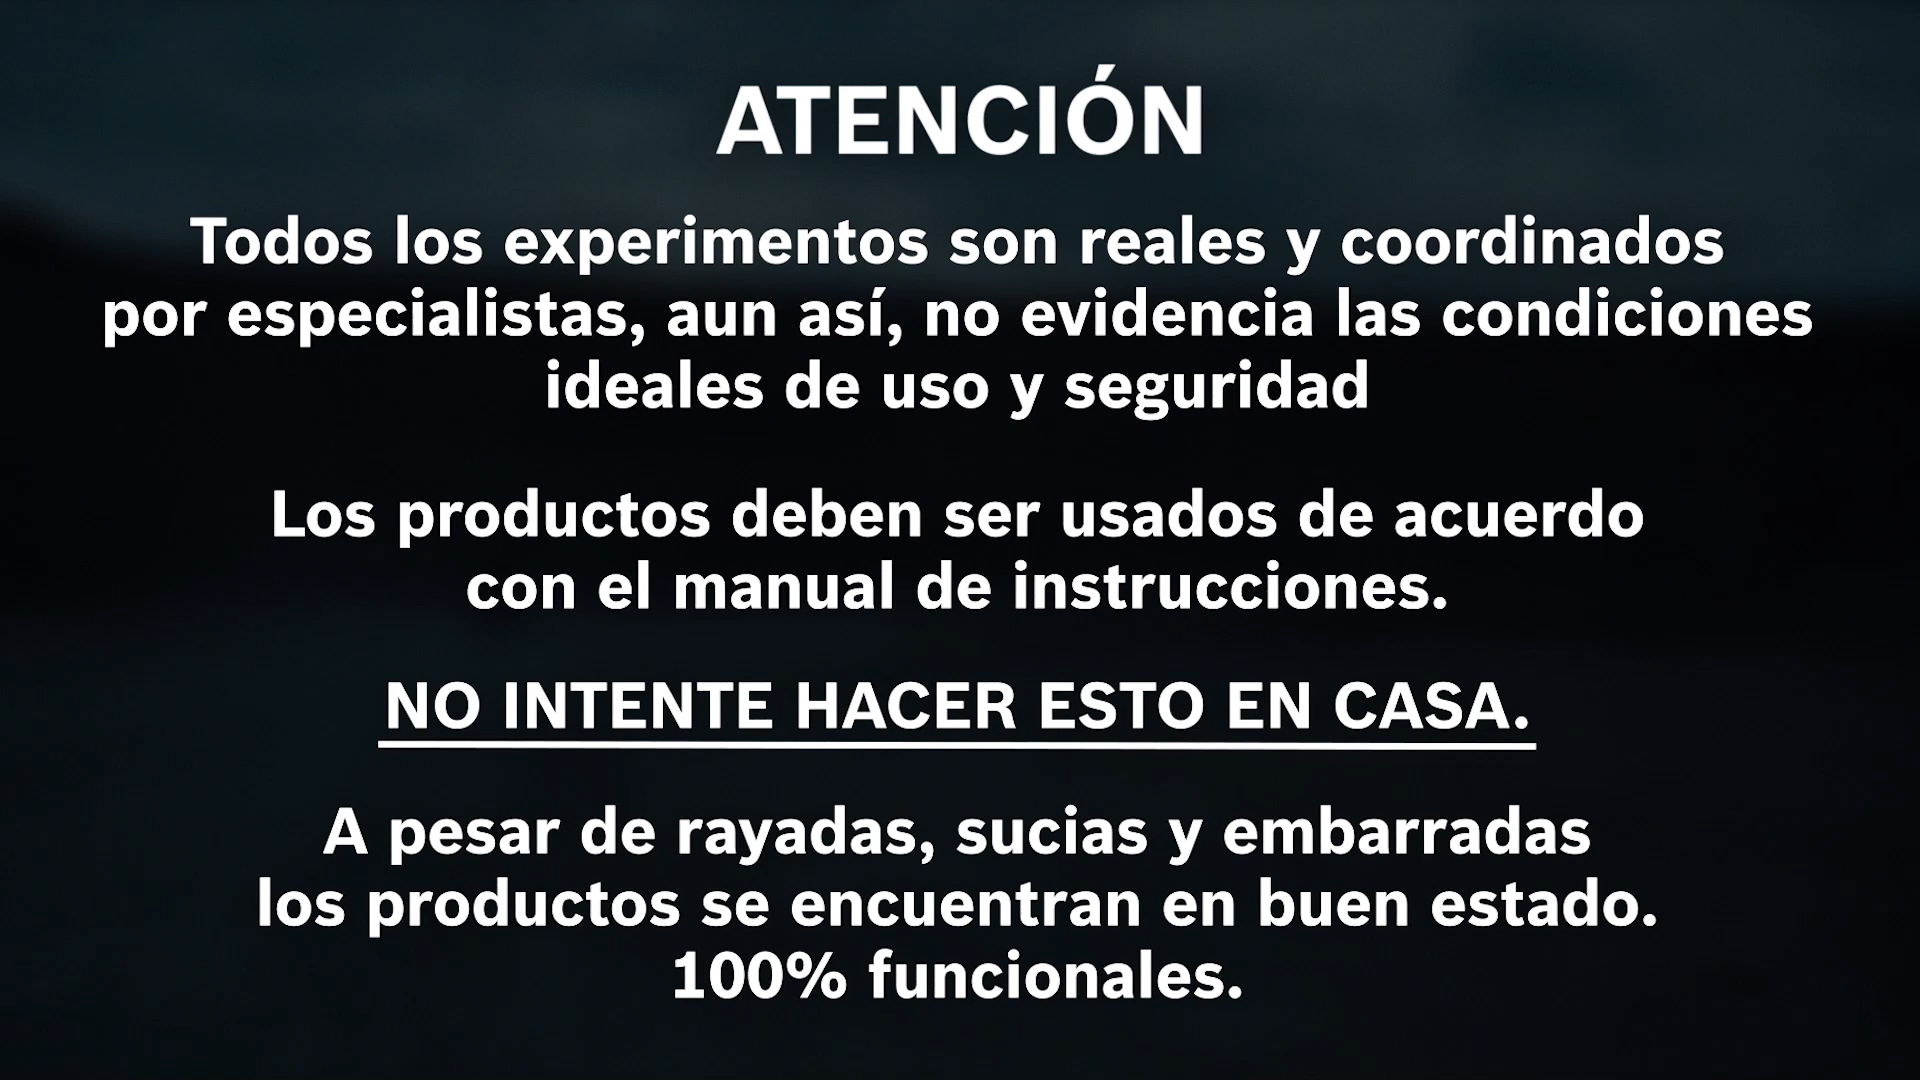 ATENCIÓN
Todos los experimentos son reales y coordinados
por especialistas, aun así, no evidencia las condiciones
ideales de uso y seguridad
Los productos deben ser usados de acuerdo
con el manual de instrucciones.
NO INTENTE HACER ESTO EN CASA.
A pesar de rayadas, sucias y embarradas
los productos se encuentran en buen estado.
100% funcionales.